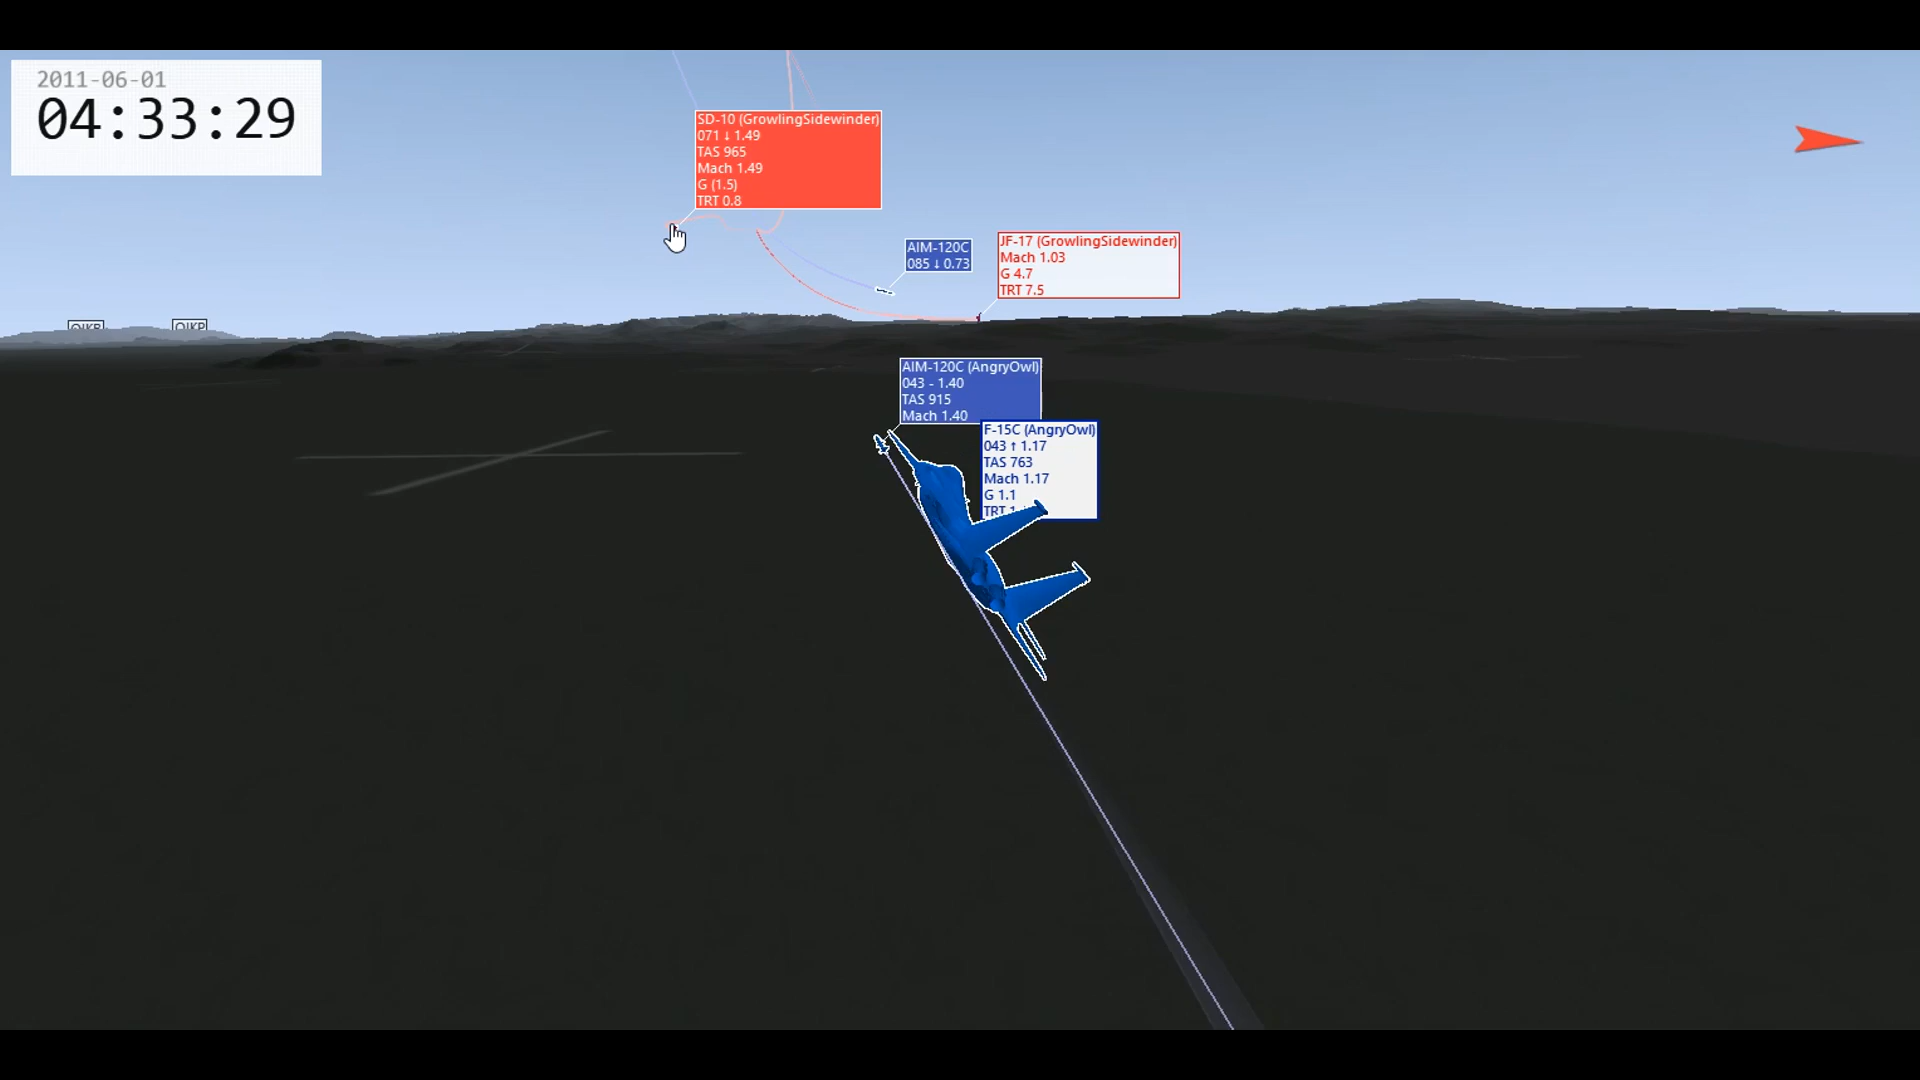 2011-06-01
04:33:29
SD-10 (GrowlingSidewinder)
071 ↓ 1.49
TAS 965
Mach 1.49
G (1.5)
TRT 0.8
AIM-120C
085 ↓ 0.73
JF-17 (GrowlingSidewinder)
Mach 1.03
G 4.7
TRT 7.5
AIM-120C (AngryOwl)
043 - 1.40
TAS 915
Mach 1.40
F-15C (AngryOwl)
043 ↑ 1.17
TAS 763
Mach 1.17
G 1.1
TRT